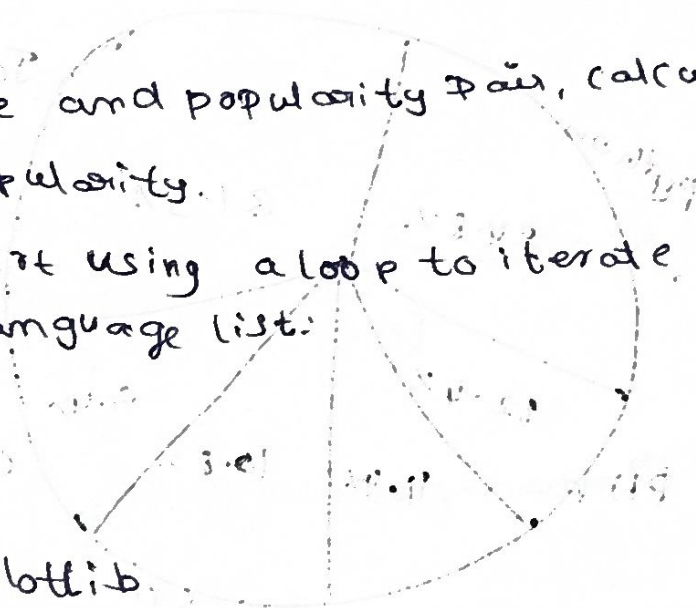 e and popularity Pair, calcu
pularity.
rt using a loop to iterate
anguage list:
lotlib.